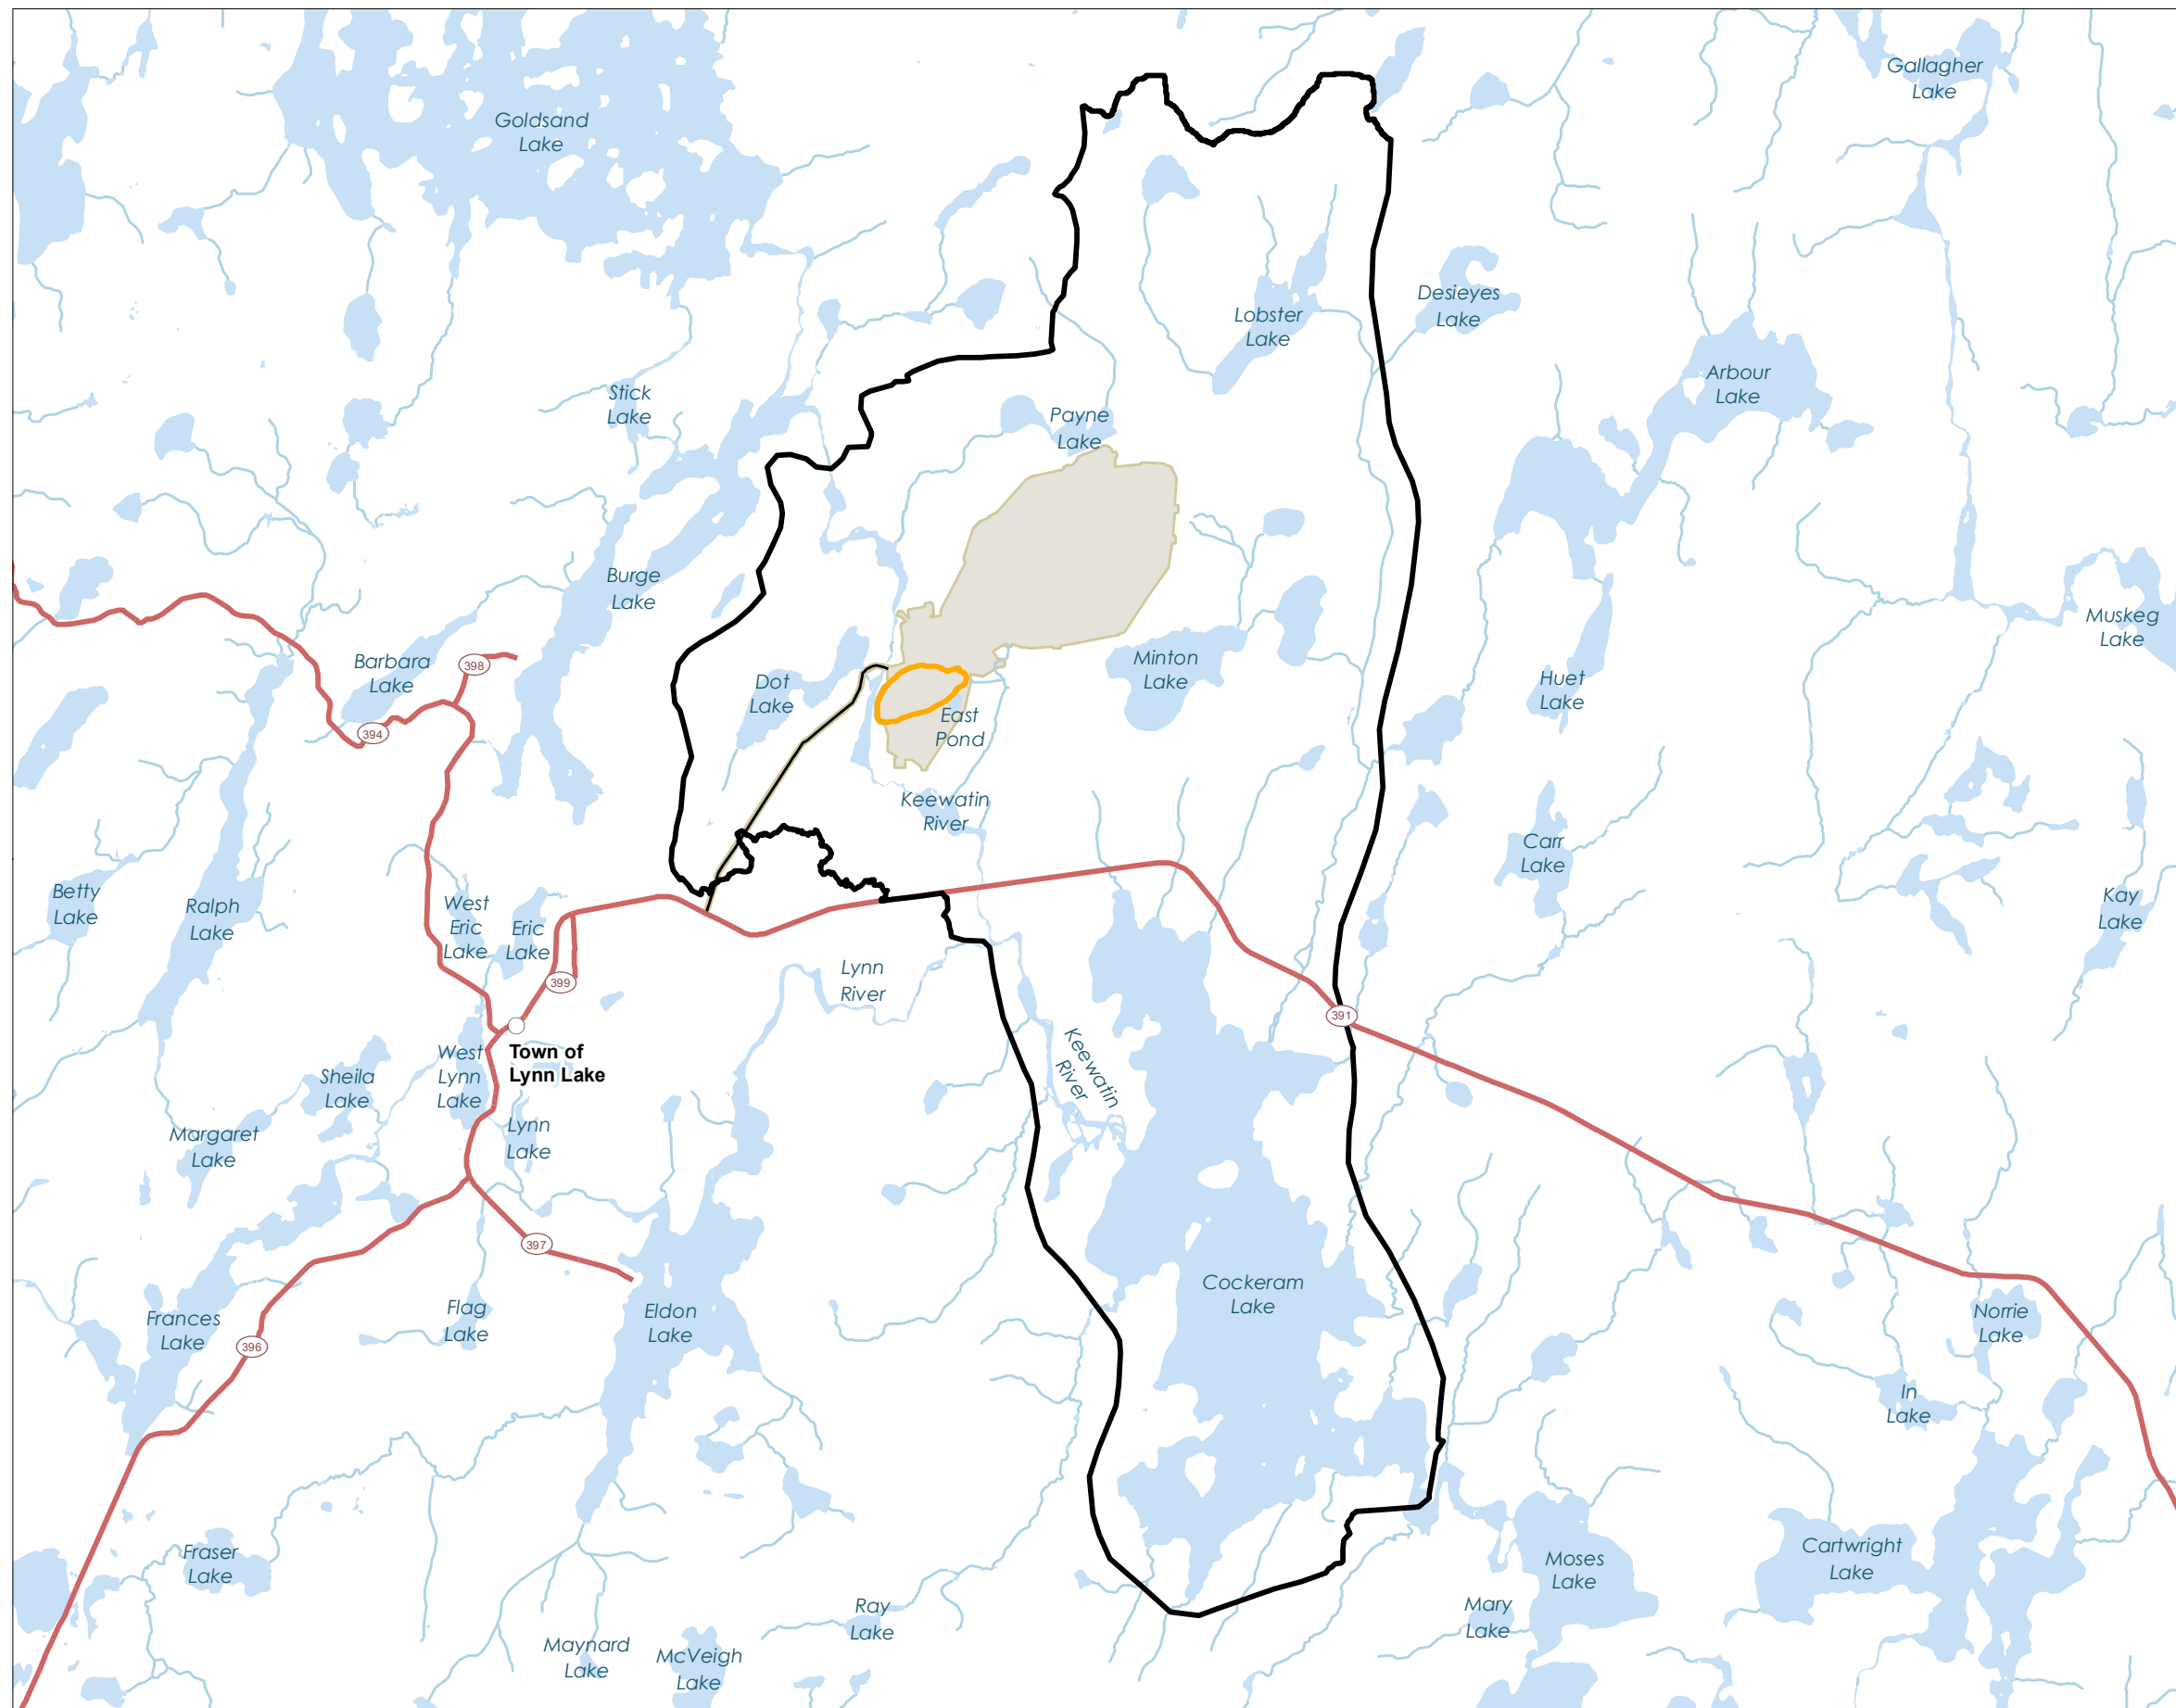 Gallagher
Lake
Goldsand
Lake
Desieyes
Lake
Lobster
Lake
Arbour
Lake
Stick
Lake
Payne
Lake
Burge
Lake
Muskeg
Lake
Barbara
Lake
398
Minton
Lake
Dot
Lake
Huet
Lake
394
East
Pond
Keewatin
River
Carr
Lake
Betty
Lake
Ralph
Lake
West
Eric
Lake
Eric
Lake
Kay
Lake
399
Lynn
River
391
Town of
Lynn Lake
West
Lynn
Lake
Keewatin
River
Sheila
Lake
Margaret
Lake
Lynn
Lake
397
Cockeram
Lake
Frances
Lake
Flag
Lake
Eldon
Lake
Norrie
Lake
396
In
Lake
Fraser
Lake
Moses
Lake
Cartwright
Lake
Ray
Lake
Mary
Lake
Maynard
Lake
McVeigh
Lake